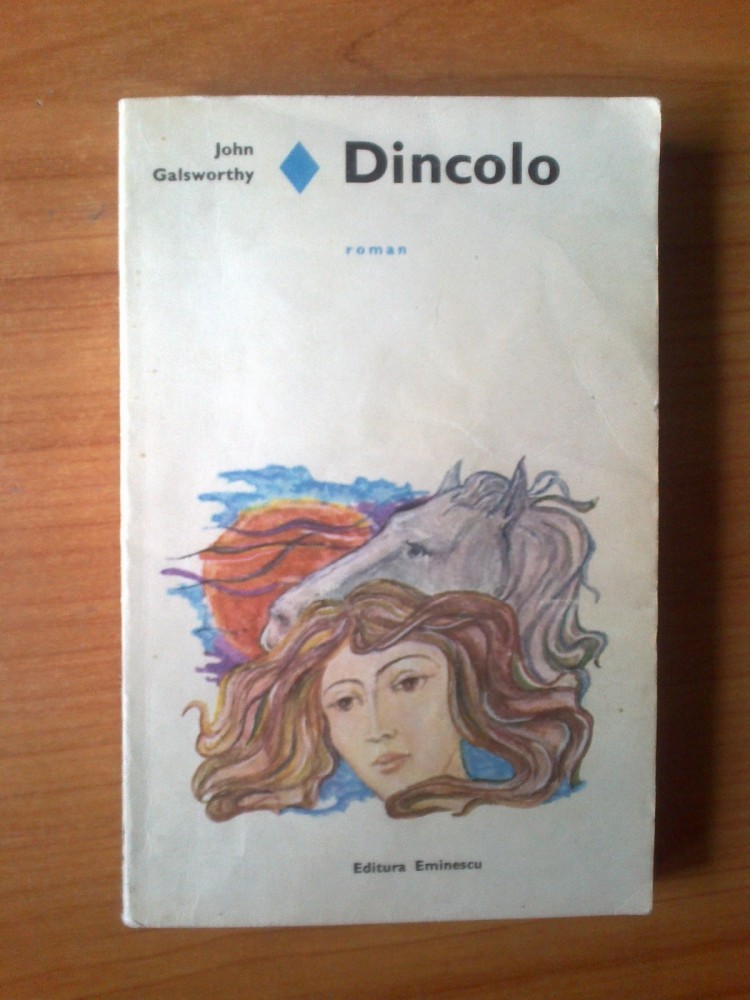 John
Galsworthy
Dincolo
roman
Editura Eminescu